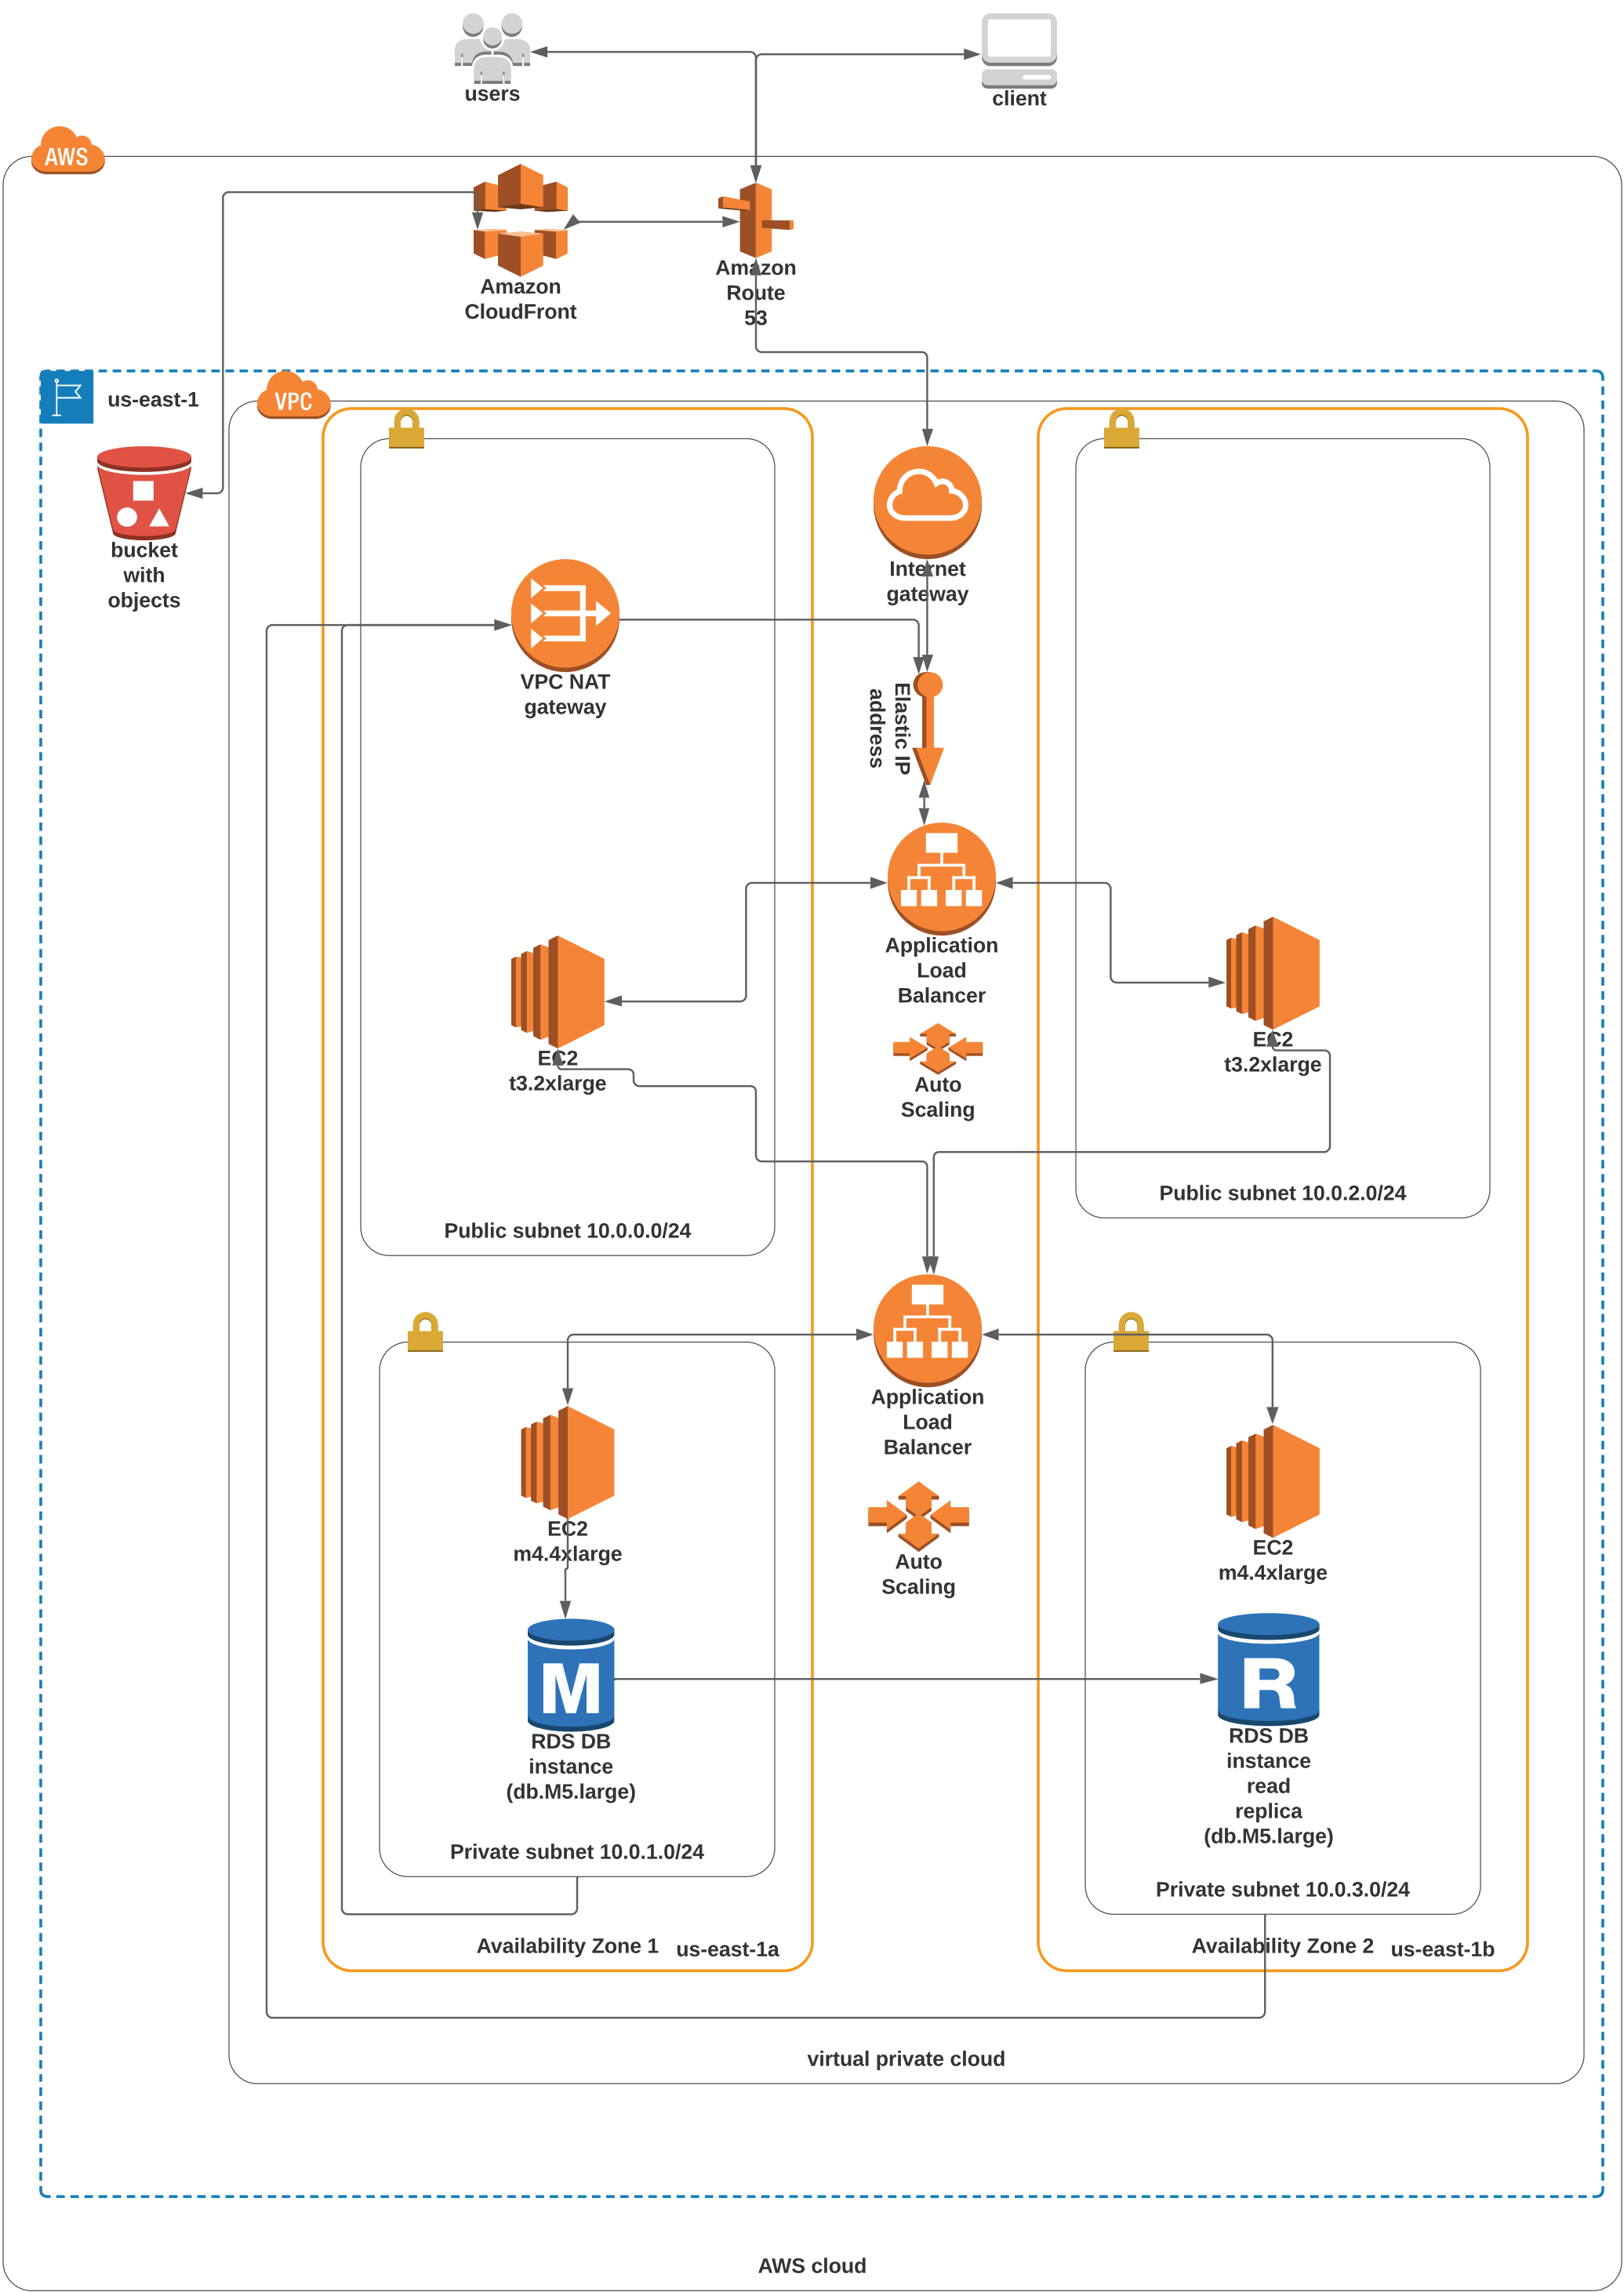 users
client
AWS
Amazon
CloudFront
Amazon
Route
53
us-east-1
VPC
bucket
with
objects
Internet
gateway
VPC NAT
gateway
Elastic IP
address
Application
Load
Balancer
EC2
t3.2xlarge
EC2
t3.2xlarge
Auto
Scaling
Public subnet 10.0.0.0/24
Public subnet 10.0.2.0/24
Application
Load
Balancer
EC2
m4.4xlarge
EC2
m4.4xlarge
Auto
Scaling
M
RDS DB
instance
(db.M5.large)
R
RDS DB
instance
read
replica
(db.M5.large)
Private subnet 10.0.1.0/24
Private subnet 10.0.3.0/24
Availability Zone 1
us-east-1a
Availability Zone 2
us-east-1b
virtual private cloud
AWS cloud